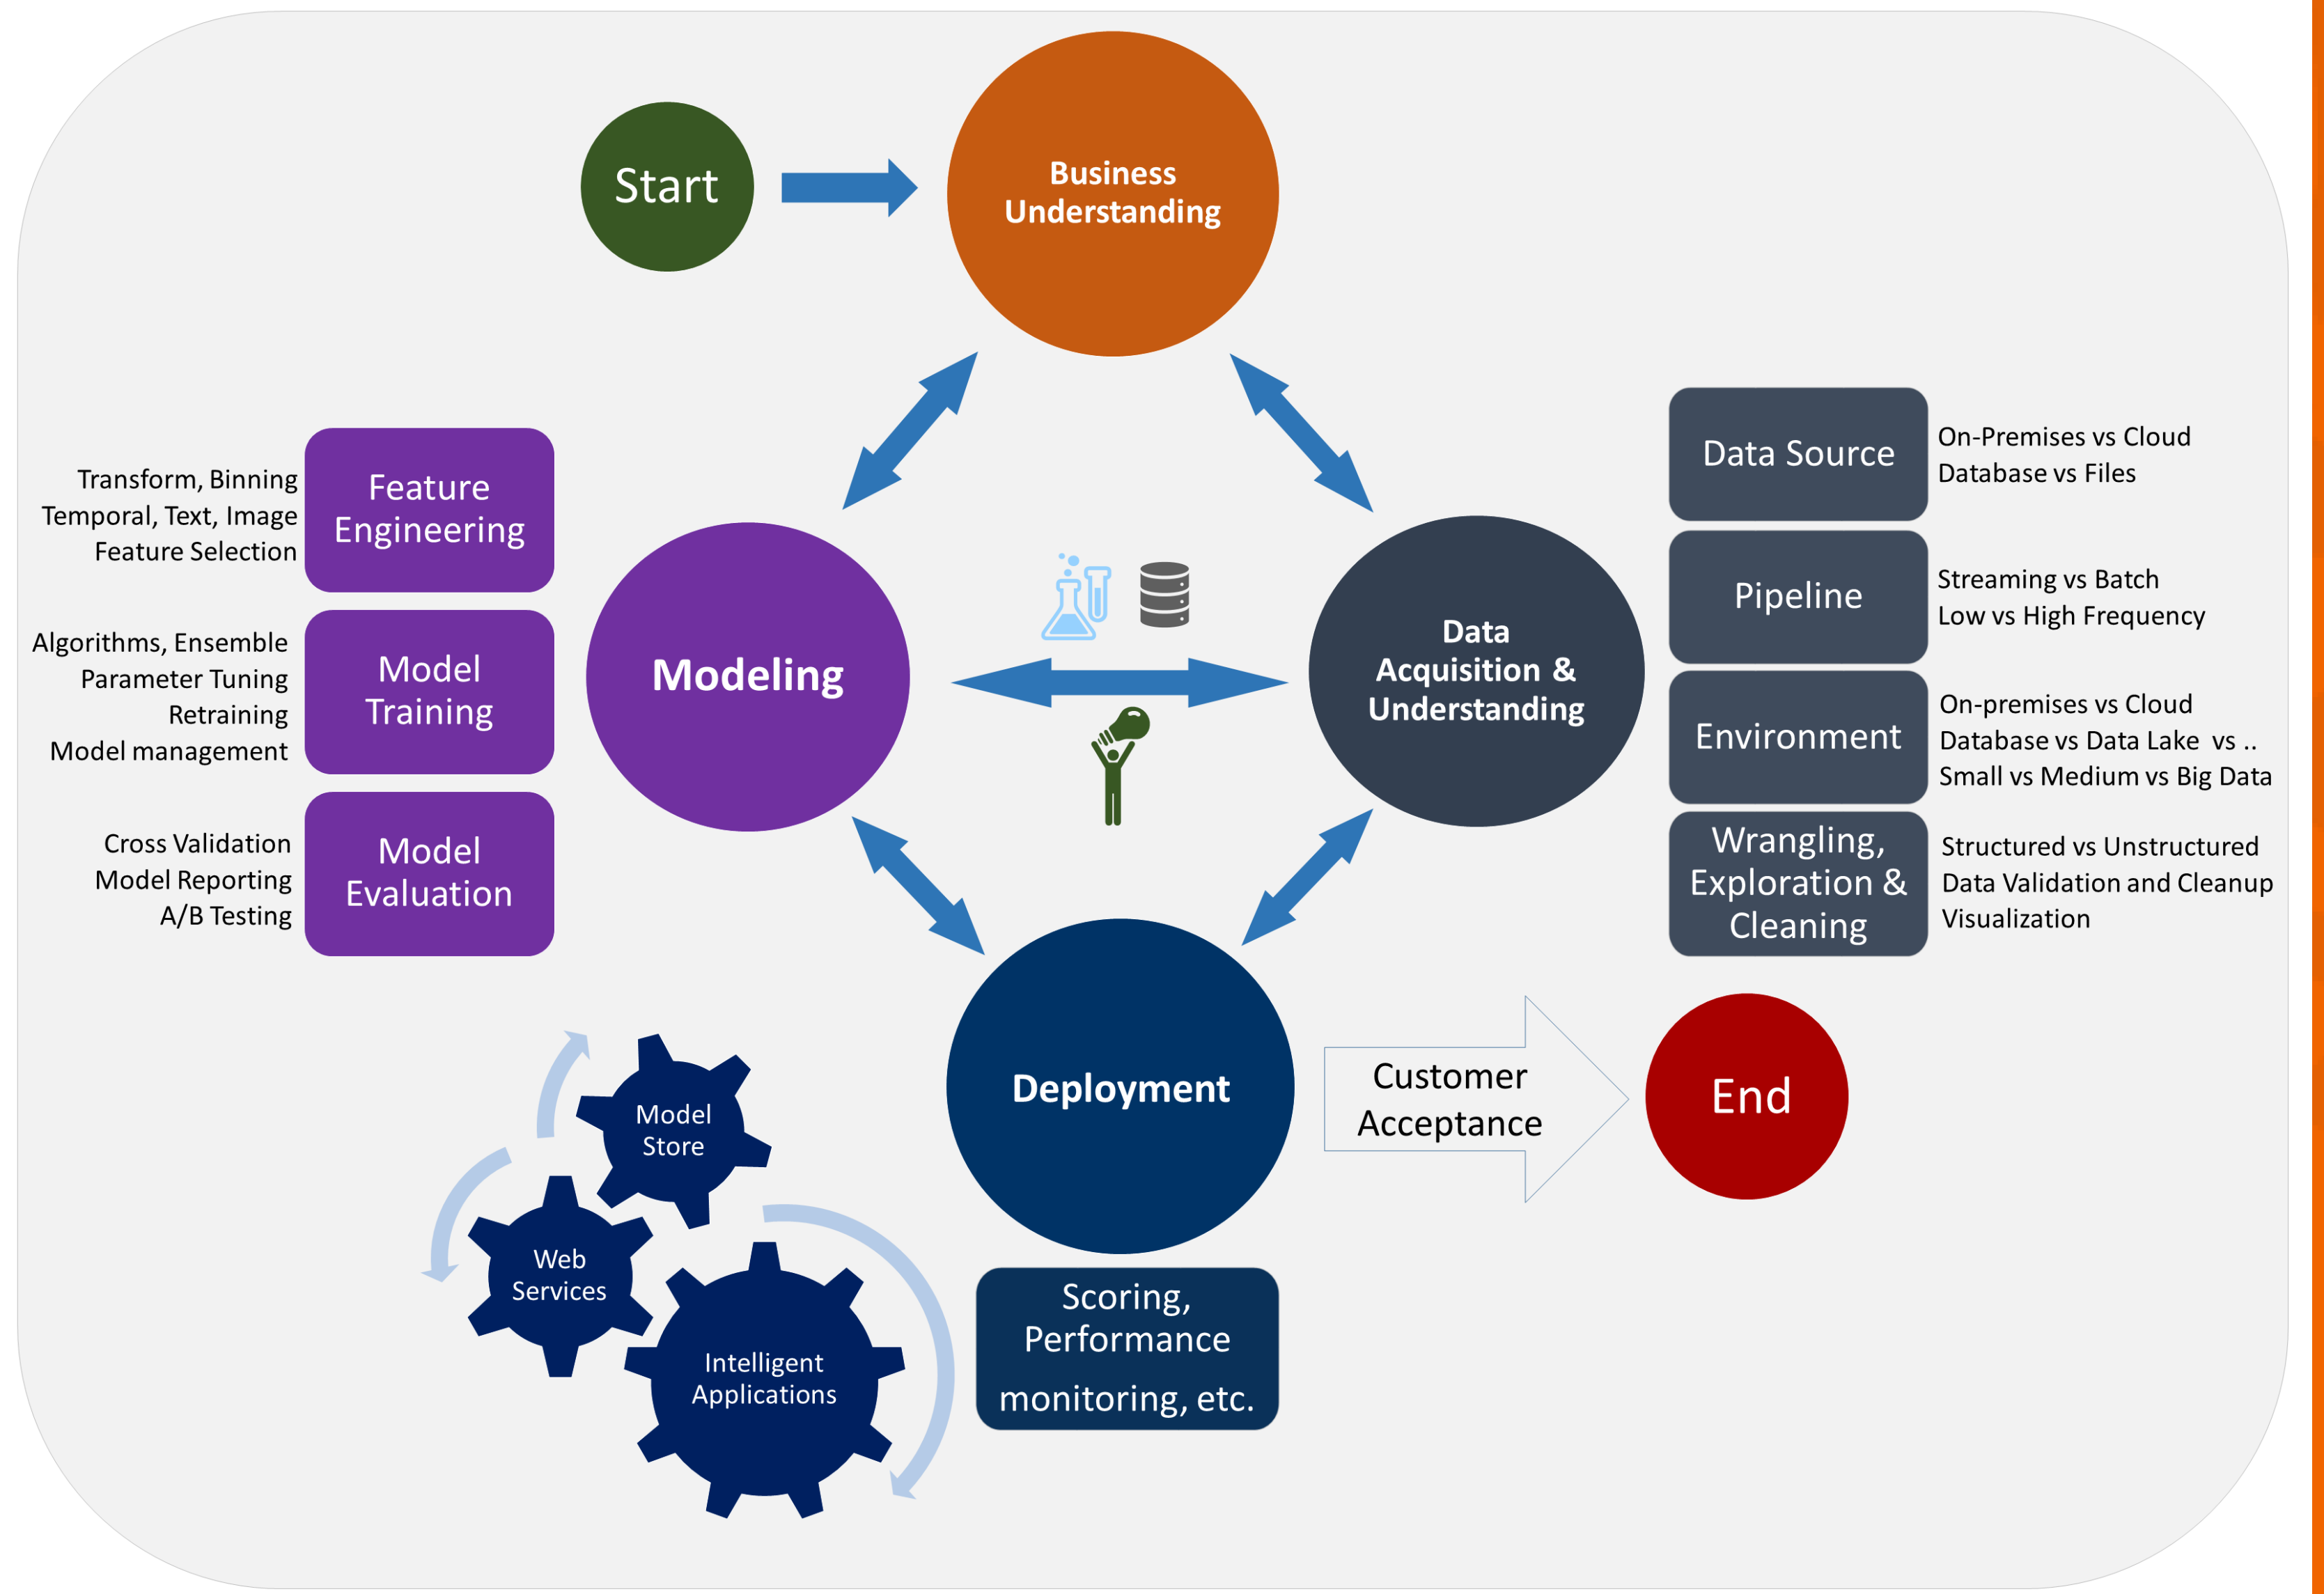 Start
Business
Understanding
Transform, Binning
Temporal, Text, Image
Feature Selection
Feature
Engineering
Algorithms, Ensemble
Parameter Tuning
Retraining
Model management
Model
Training
Cross Validation
Model Reporting
A/B Testing
Model
Evaluation
Modeling
Data
Acquisition &
Understanding
Data Source
On-Premises vs Cloud
Database vs Files
Pipeline
Streaming vs Batch
Low vs High Frequency
Environment
On-premises vs Cloud
Database vs Data Lake  vs ..
Small vs Medium vs Big Data
Wrangling,
Exploration &
Cleaning
Structured vs Unstructured
Data Validation and Cleanup
Visualization
Deployment
Customer
Acceptance
End
Model
Store
Web
Services
Intelligent
Applications
Scoring,
Performance
monitoring, etc.